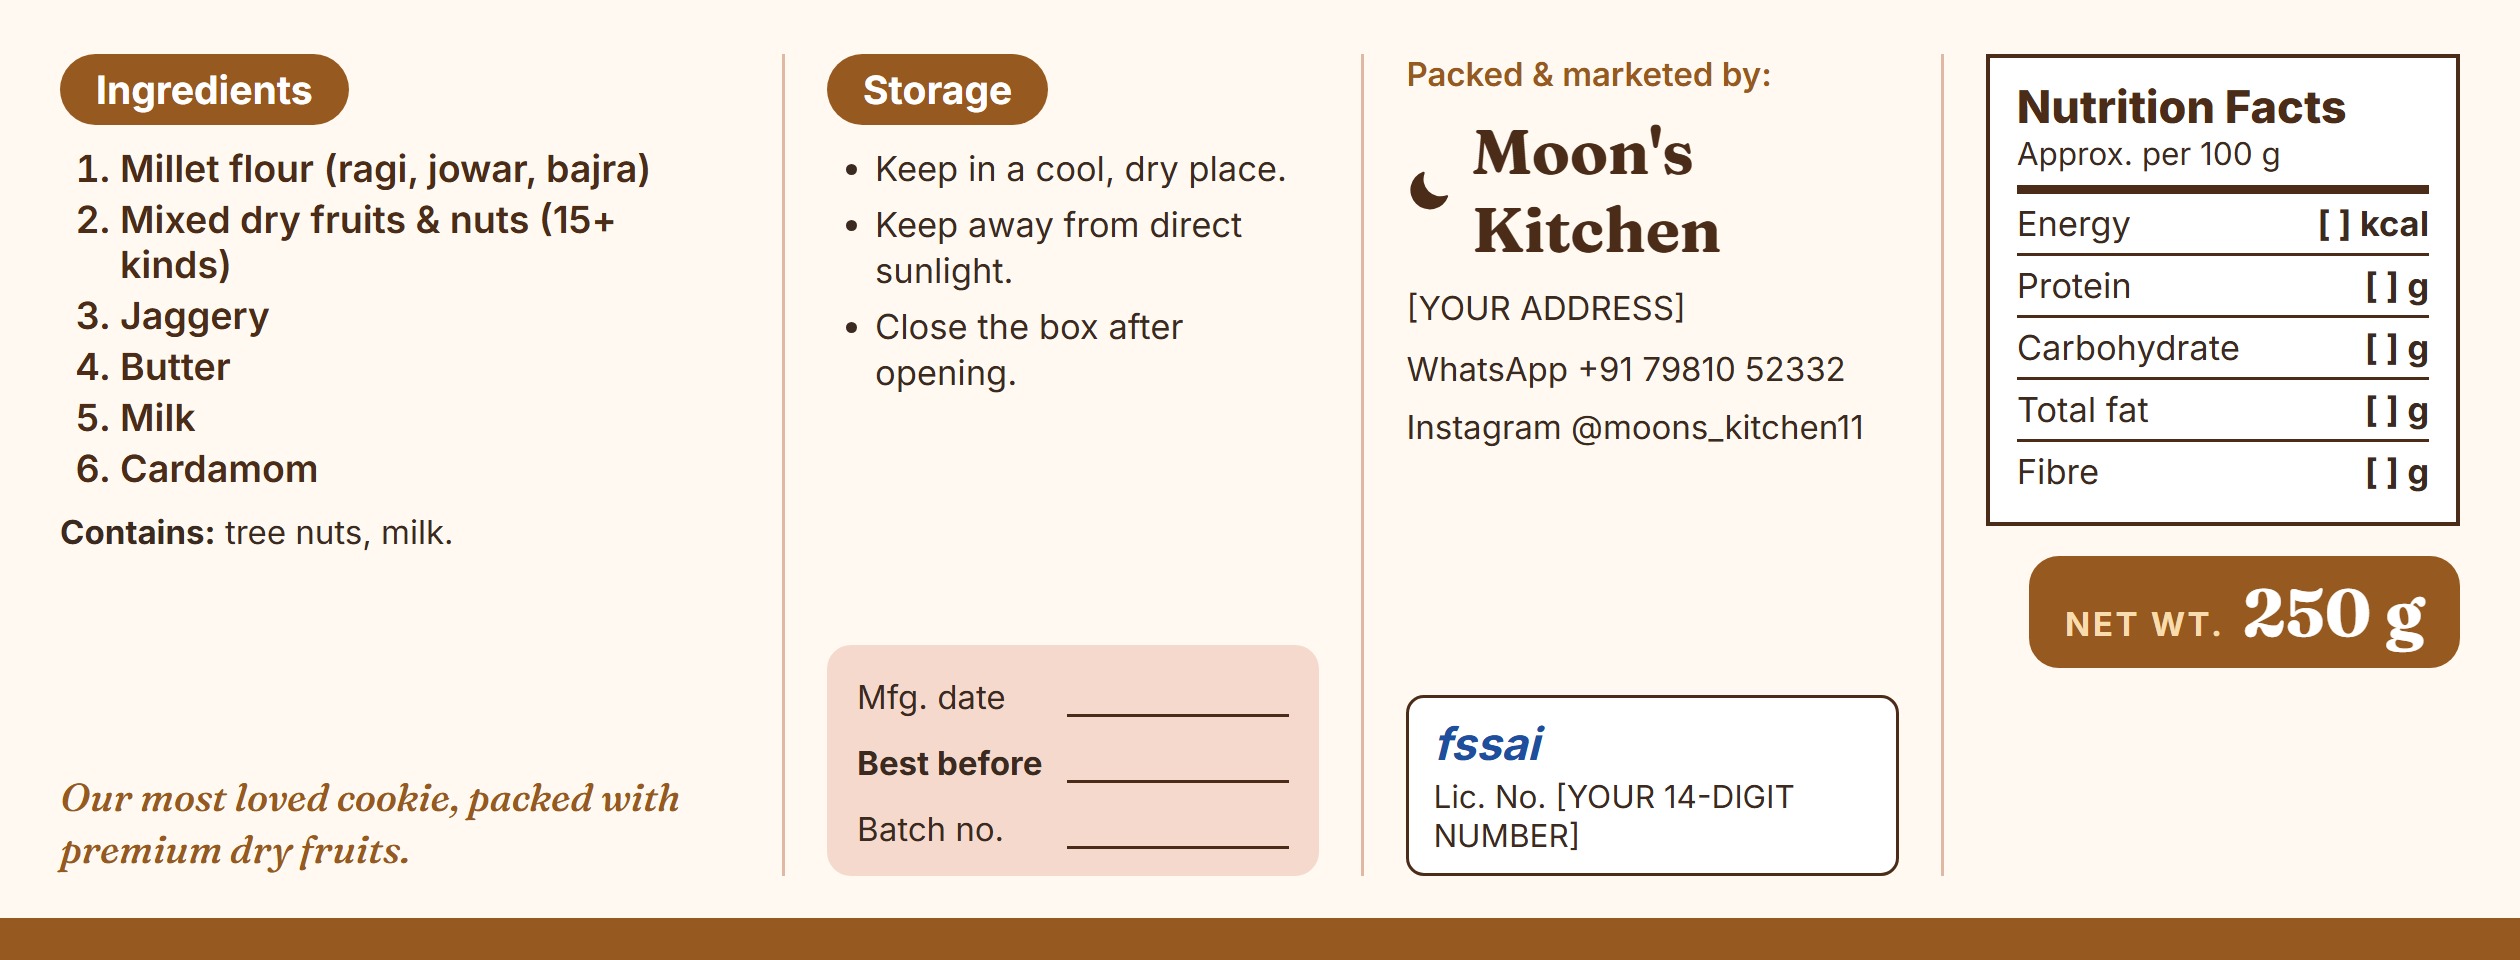 Ingredients
1. Millet flour (ragi, jowar, bajra)
2. Mixed dry fruits & nuts (15+
kinds)
3. Jaggery
4. Butter
5. Milk
6. Cardamom
Contains: tree nuts, milk.
Our most loved cookie, packed with
premium dry fruits.
Storage
• Keep in a cool, dry place.
• Keep away from direct
sunlight.
• Close the box after
opening.
Mfg. date
Best before
Batch no.
Packed & marketed by:
Moon's
Kitchen
[YOUR ADDRESS]
WhatsApp +91 79810 52332
Instagram @moons_kitchen11
fssai
Lic. No. [YOUR 14-DIGIT
NUMBER]
Nutrition Facts
Approx. per 100 g
Energy [ ] kcal
Protein [ ] g
Carbohydrate [ ] g
Total fat [ ] g
Fibre [ ] g
NET WT. 250 g